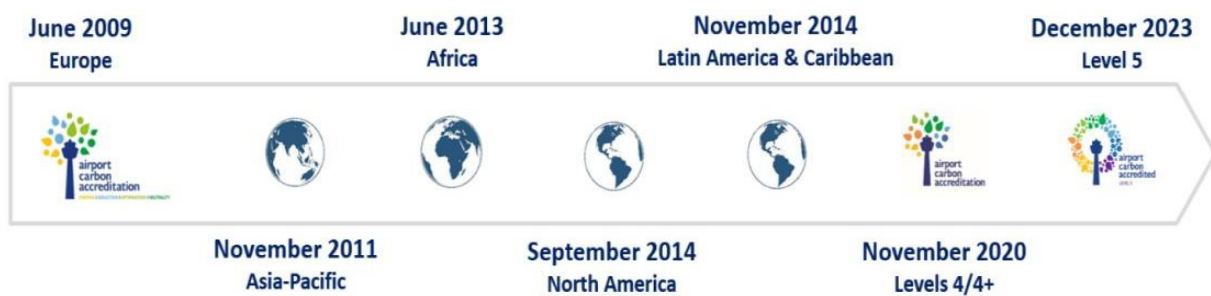 June 2009
Europe
June 2013
Africa
November 2014
Latin America & Caribbean
December 2023
Level 5
airport
carbon
accreditation
airport
carbon
accreditation
airport
carbon
accredited
November 2011
Asia-Pacific
September 2014
North America
November 2020
Levels 4/4+